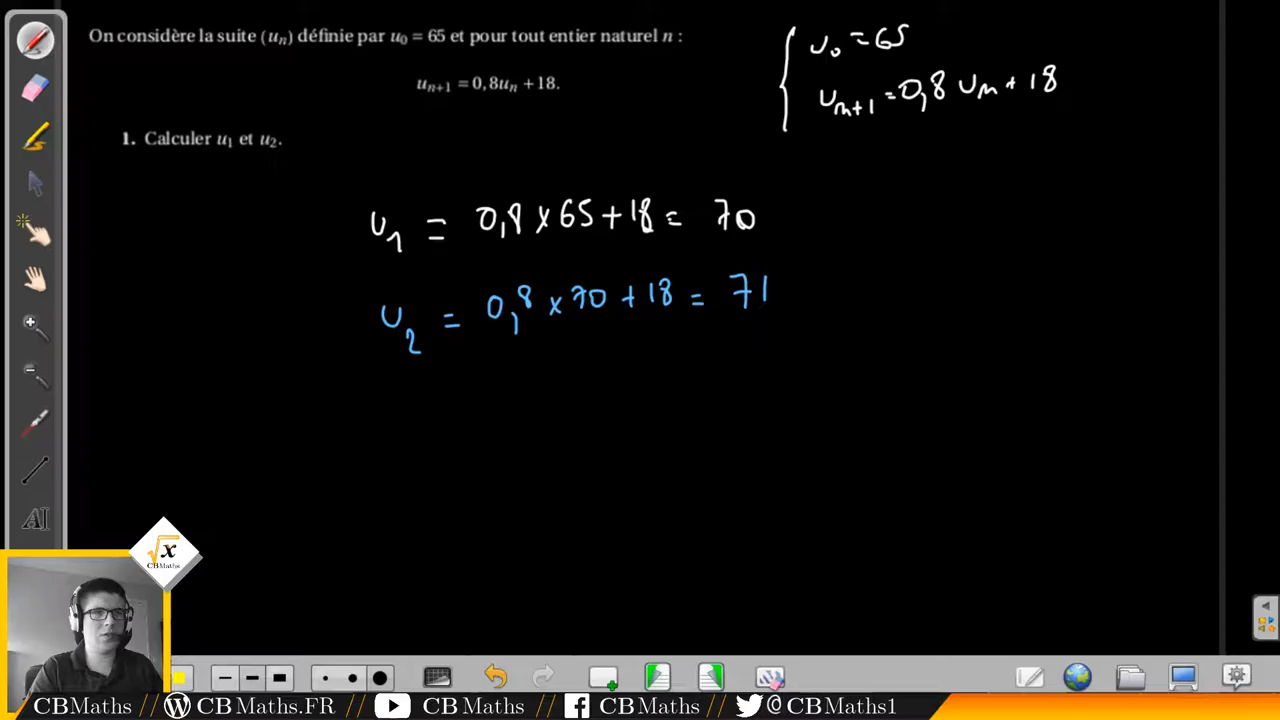 On considère la suite (uₙ) définie par u₀ = 65 et pour tout entier naturel n :
uₙ₊₁ = 0,8uₙ + 18.
1. Calculer u₁ et u₂.
u₀ = 65
uₙ₊₁ = 0,8 uₙ + 18
u₁ = 0,8 × 65 + 18 = 70
u₂ = 0,8 × 70 + 18 = 71
AI
√x
CBMaths
CBMaths CBMaths.FR CBMaths CBMaths @CBMaths1